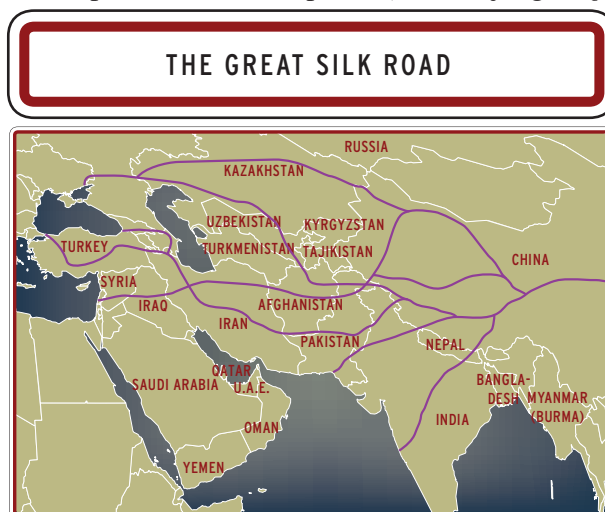 THE GREAT SILK ROAD
RUSSIA
KAZAKHSTAN
UZBEKISTAN
KYRGYZSTAN
TURKEY
TURKMENISTAN
TAJIKISTAN
CHINA
SYRIA
IRAQ
AFGHANISTAN
IRAN
PAKISTAN
NEPAL
QATAR
SAUDI ARABIA
U.A.E.
BANGLA-
DESH
MYANMAR
(BURMA)
INDIA
OMAN
YEMEN